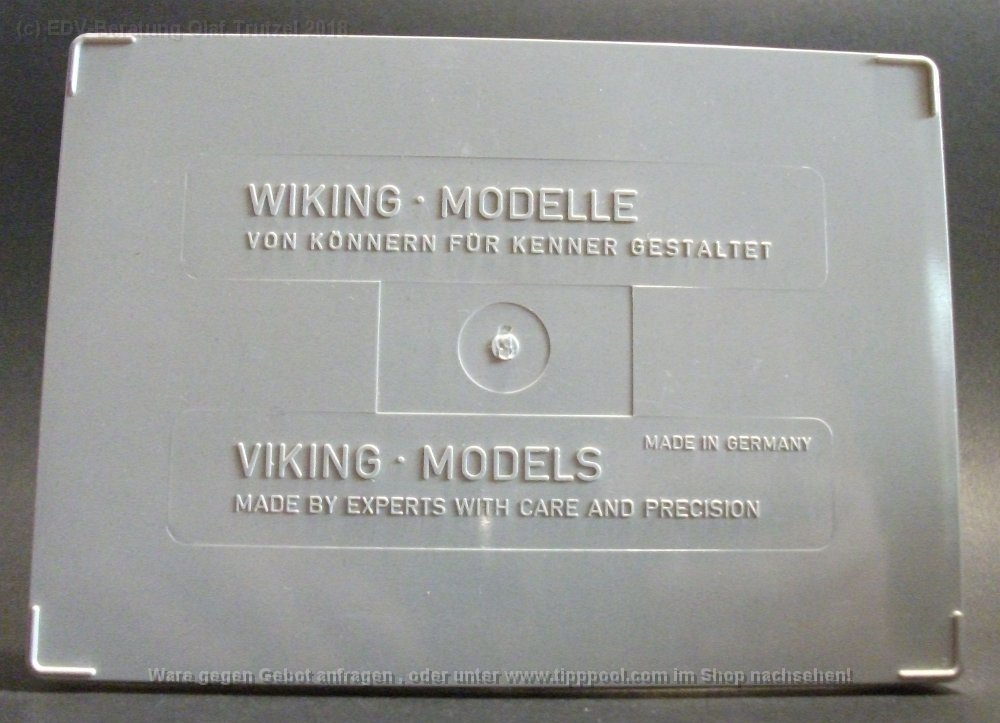 (c) EDV-Beratung Olaf Trutzel 2016
WIKING · MODELLE
VON KÖNNERN FÜR KENNER GESTALTET
VIKING · MODELS
MADE IN GERMANY
MADE BY EXPERTS WITH CARE AND PRECISION
Ware gegen Gebot anfragen , oder unter www.tipppool.com im Shop nachsehen!